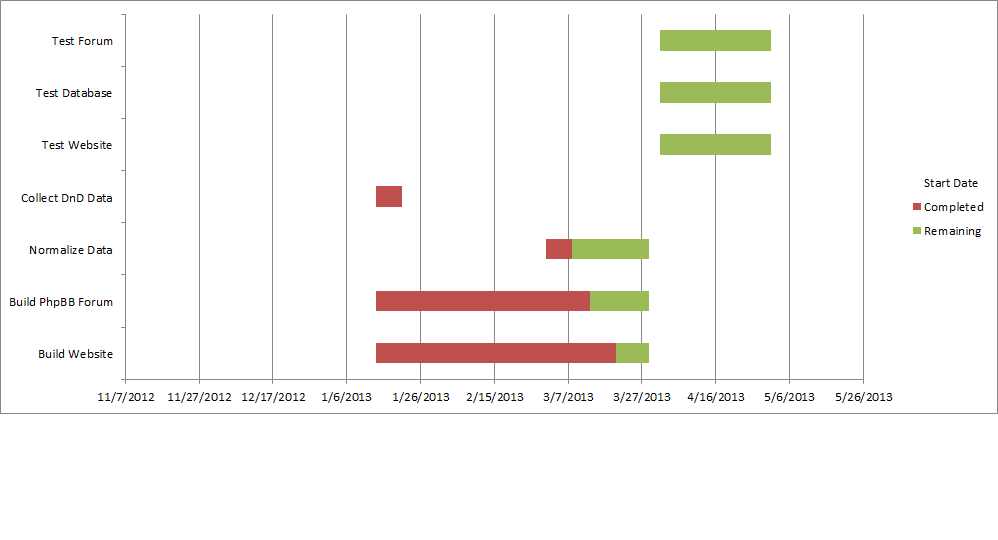 Test Forum
Test Database
Test Website
Collect DnD Data
Normalize Data
Build PhpBB Forum
Build Website
11/7/2012 11/27/2012 12/17/2012 1/6/2013 1/26/2013 2/15/2013 3/7/2013 3/27/2013 4/16/2013 5/6/2013 5/26/2013
Start Date
Completed
Remaining